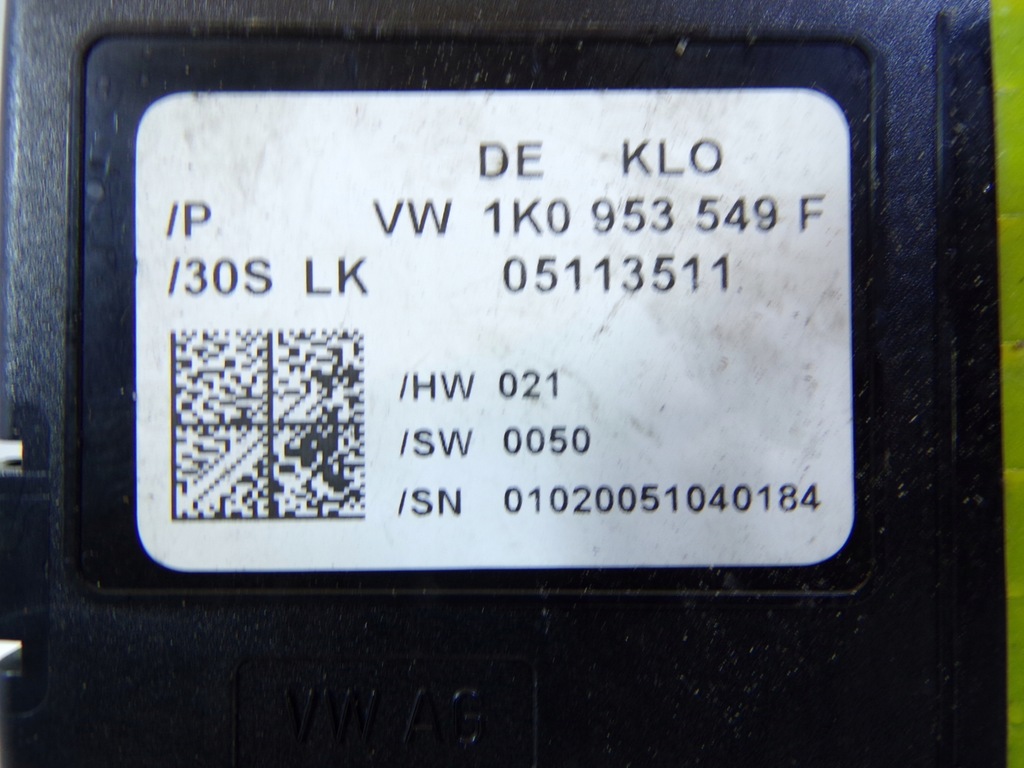 DE KLO
/P VW 1K0 953 549 F
/30S LK 05113511
/HW 021
/SW 0050
/SN 01020051040184
VW AG